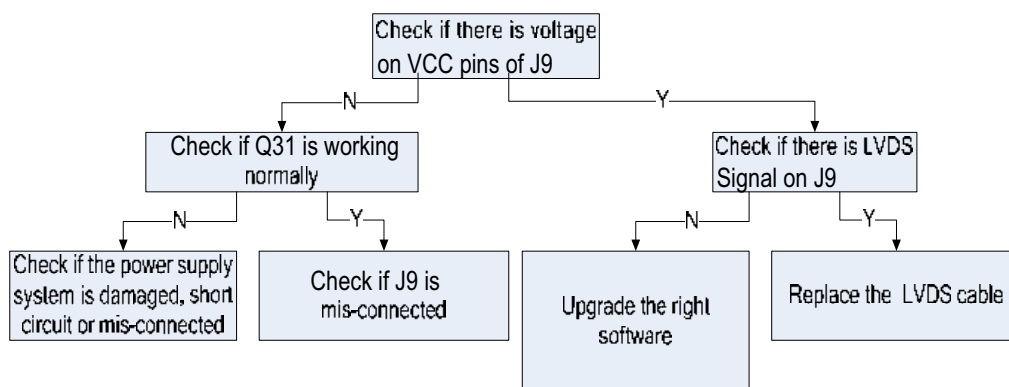 Check if there is voltage
on VCC pins of J9
N
Y
Check if Q31 is working
normally
Check if there is LVDS
Signal on J9
N
Y
N
Y
Check if the power supply
system is damaged, short
circuit or mis-connected
Check if J9 is
mis-connected
Upgrade the right
software
Replace the LVDS cable